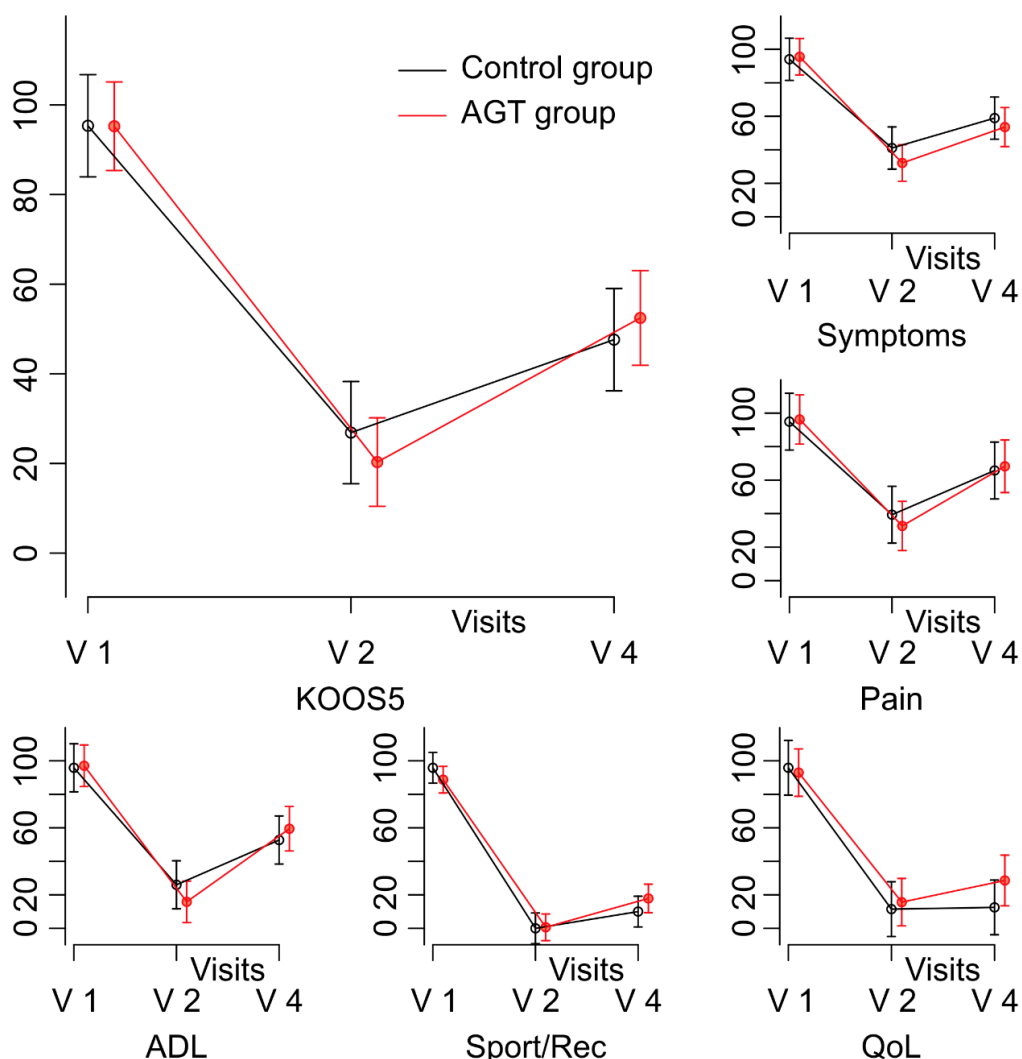 Control group
AGT group
100
80
60
40
20
0
Visits
V 1
V 2
V 4
KOOS5
100
60
20
0
Visits
V 1
V 2
V 4
Symptoms
100
60
20
0
Visits
V 1
V 2
V 4
Pain
100
60
20
0
Visits
V 1
V 2
V 4
ADL
100
60
20
0
Visits
V 1
V 2
V 4
Sport/Rec
100
60
20
0
Visits
V 1
V 2
V 4
QoL